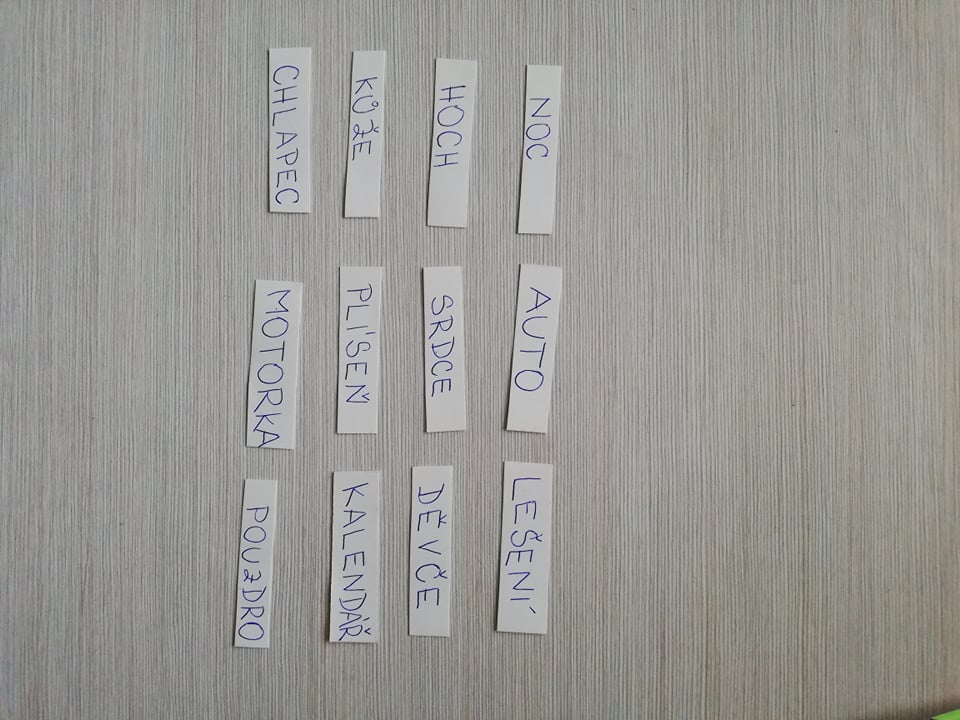 NOC
AUTO
LEŠENÍ
HOCH
SRDCE
DĚVČE
KŮŽE
PLÍSEŇ
KALENDÁŘ
CHLAPEC
MOTORKA
POUZDRO